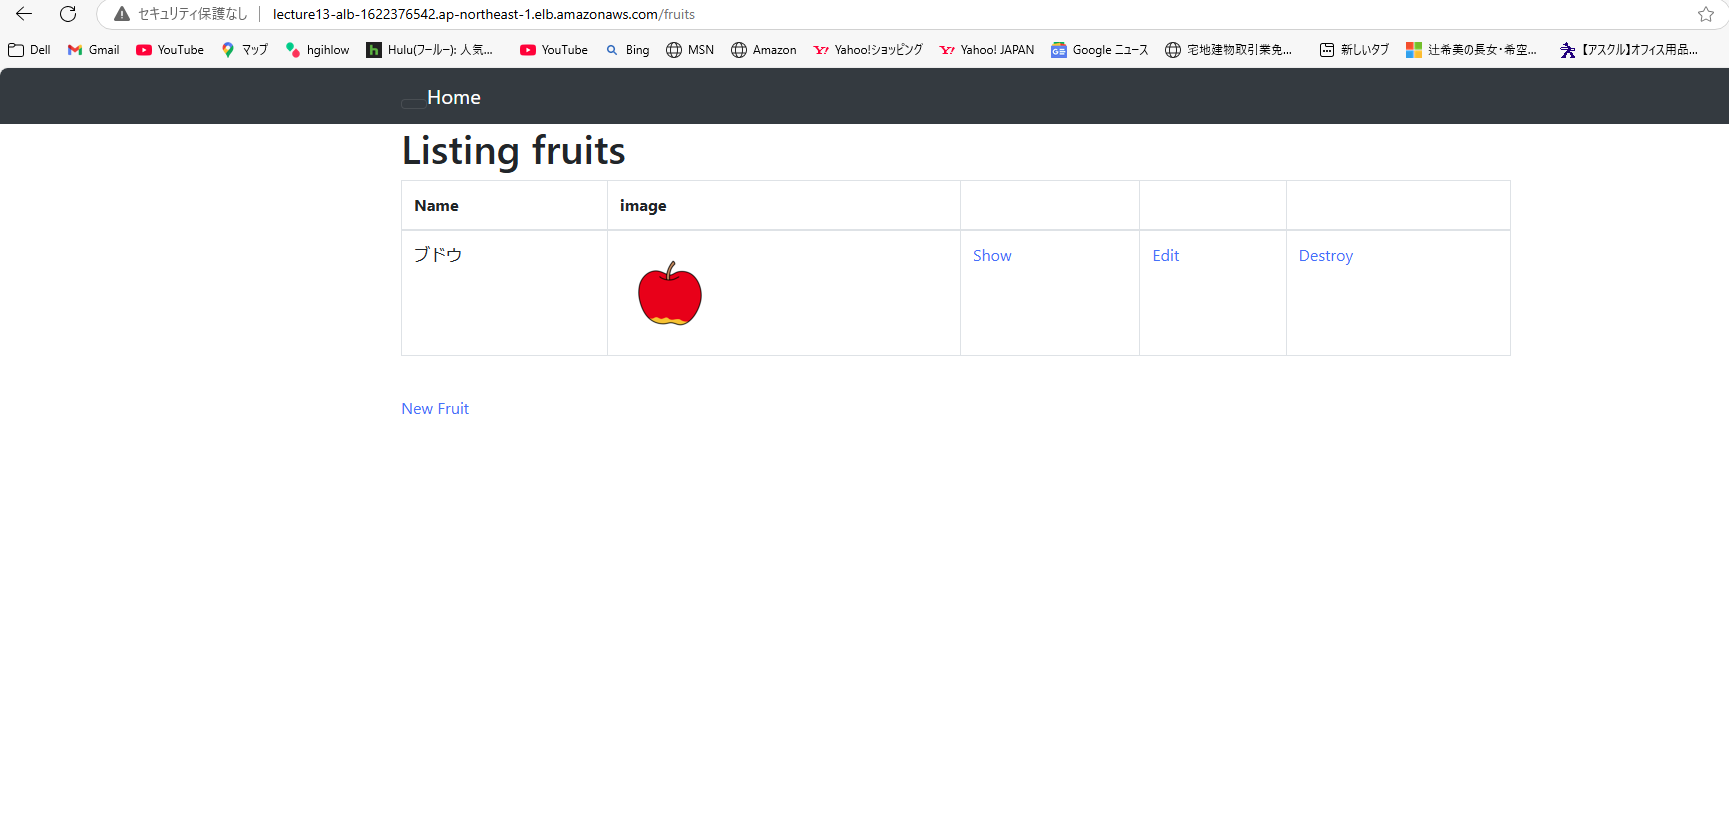 セキュリティ保護なし lecture13-alb-1622376542.ap-northeast-1.elb.amazonaws.com/fruits
Dell Gmail YouTube マップ hgihlow Hulu(フールー): 人気... YouTube Bing MSN Amazon Yahoo!ショッピング Yahoo! JAPAN Google ニュース 宅地建物取引業免... 新しいタブ 辻希美の長女・希空... 【アスクル】オフィス用品...
Home
Listing fruits
Name image
ブドウ Show Edit Destroy
New Fruit